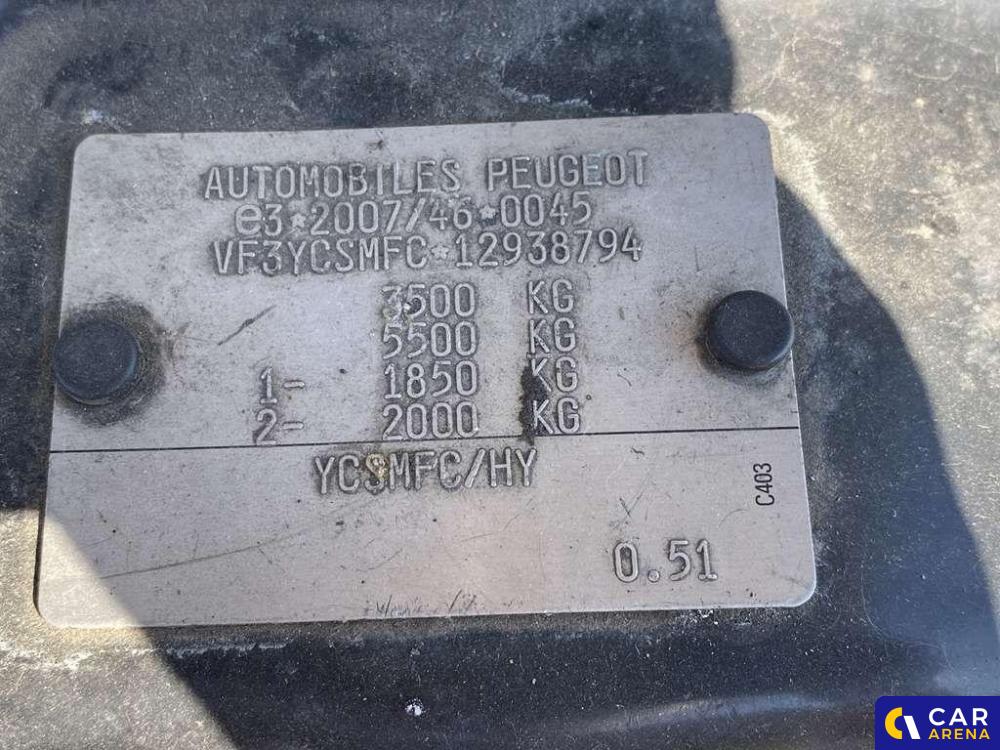 AUTOMOBILES PEUGEOT
e3*2007/46*0045
VF3YCSMFC*12938794
3500 KG
5500 KG
1- 1850 KG
2- 2000 KG
YCSMFC/HY
C403
0.51
CAR
ARENA